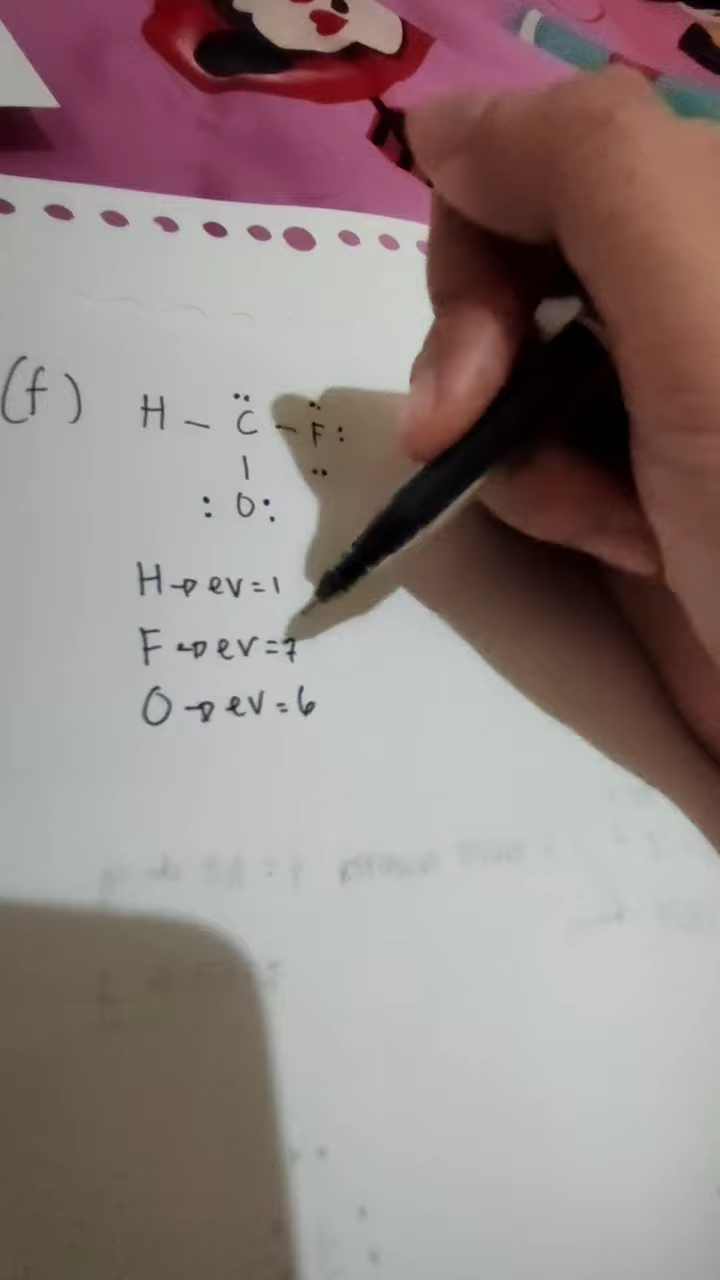 (f) H - C̈ - F̈:
|
: O :
H → ev = 1
F → ev = 7
O → ev = 6